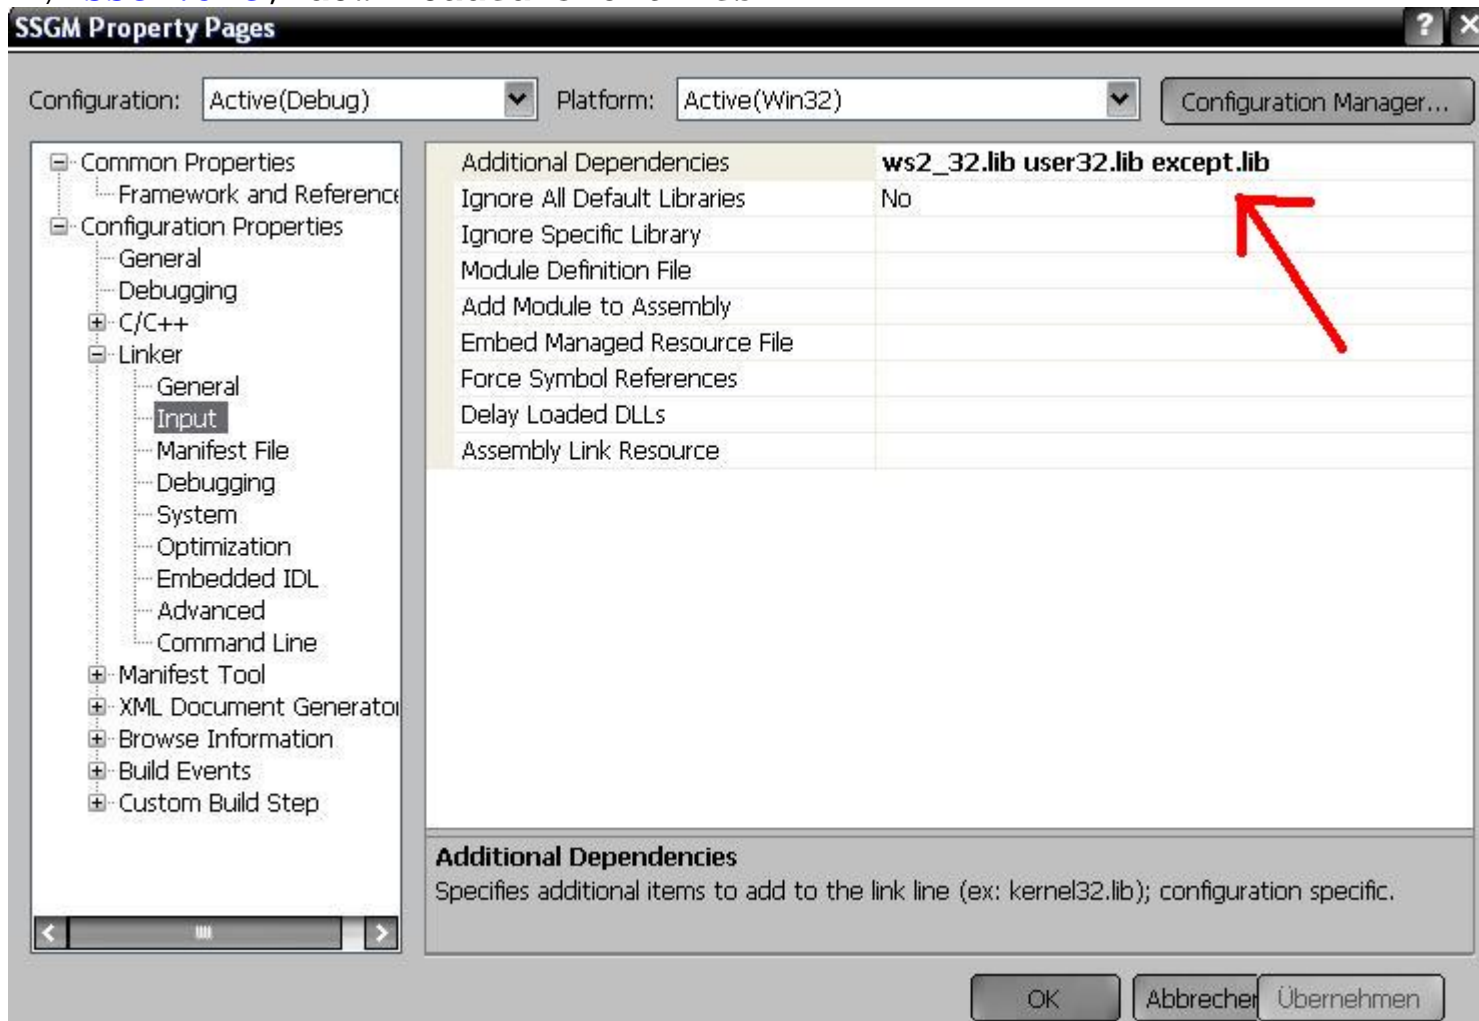 SSGM Property Pages
Configuration: Active(Debug) Platform: Active(Win32) Configuration Manager...
Common Properties
Framework and Reference
Configuration Properties
General
Debugging
C/C++
Linker
General
Input
Manifest File
Debugging
System
Optimization
Embedded IDL
Advanced
Command Line
Manifest Tool
XML Document Generator
Browse Information
Build Events
Custom Build Step
Additional Dependencies ws2_32.lib user32.lib except.lib
Ignore All Default Libraries No
Ignore Specific Library
Module Definition File
Add Module to Assembly
Embed Managed Resource File
Force Symbol References
Delay Loaded DLLs
Assembly Link Resource
Additional Dependencies
Specifies additional items to add to the link line (ex: kernel32.lib); configuration specific.
OK Abbrechen Übernehmen